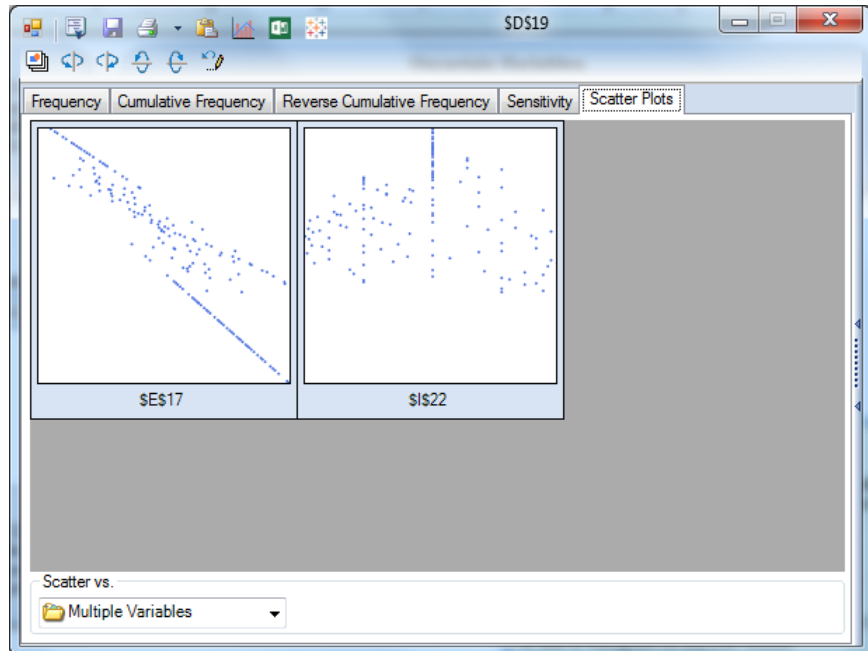 $D$19
Frequency Cumulative Frequency Reverse Cumulative Frequency Sensitivity Scatter Plots
$E$17 $I$22
Scatter vs.
Multiple Variables